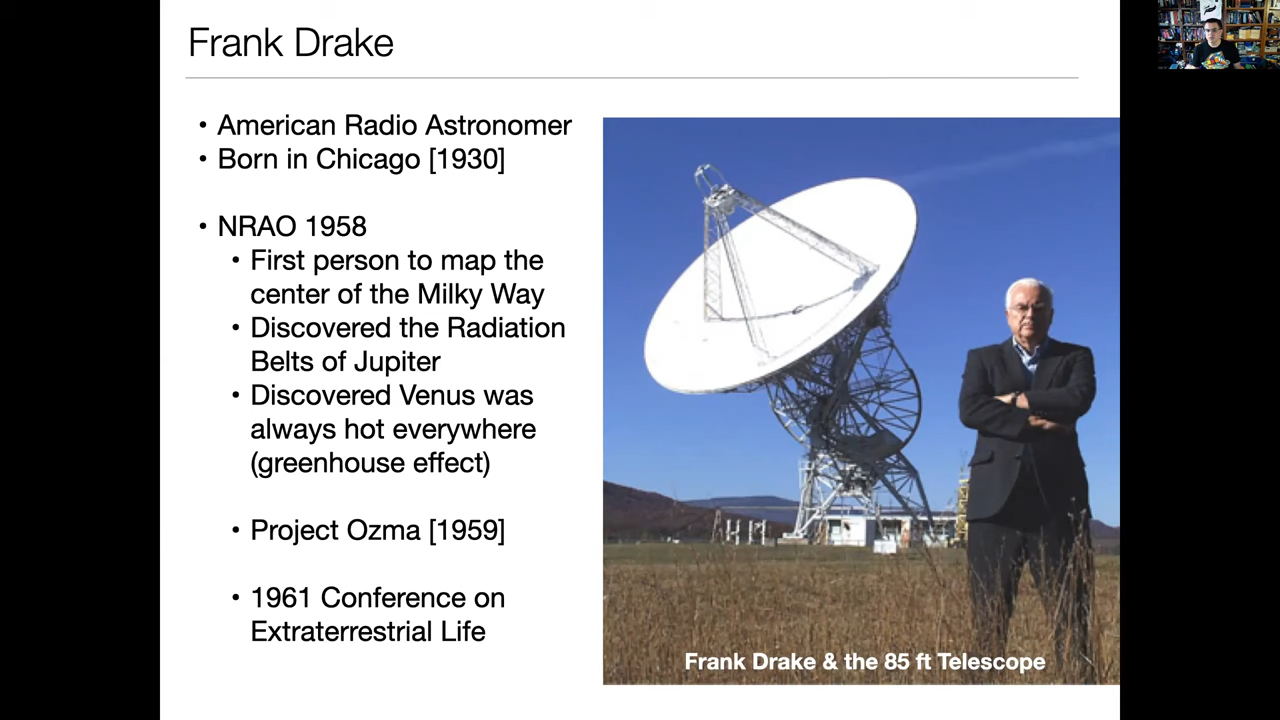 Frank Drake
• American Radio Astronomer
• Born in Chicago [1930]
• NRAO 1958
• First person to map the
center of the Milky Way
• Discovered the Radiation
Belts of Jupiter
• Discovered Venus was
always hot everywhere
(greenhouse effect)
• Project Ozma [1959]
• 1961 Conference on
Extraterrestrial Life
Frank Drake & the 85 ft Telescope